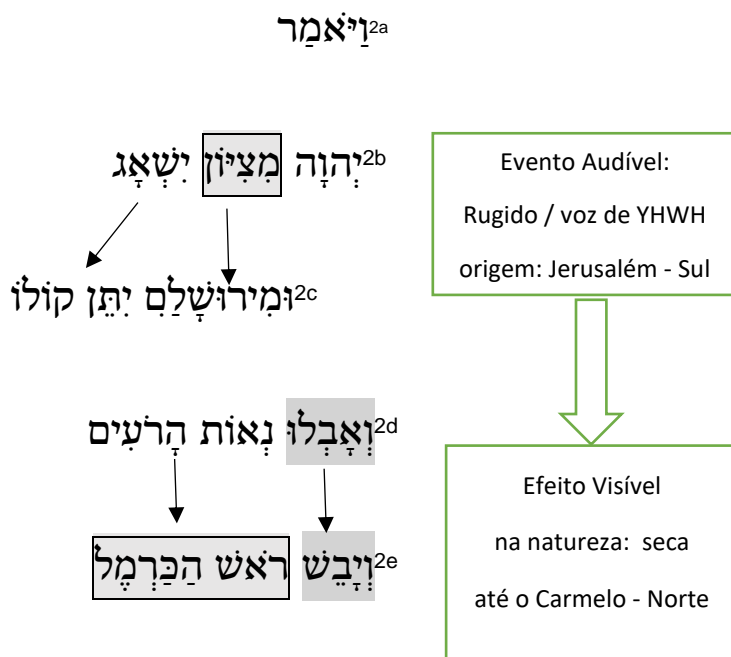 2a וַיֹּאמַר
2b יְהוָה מִצִּיּוֹן יִשְׁאָג
2c וּמִירוּשָׁלַםִ יִתֵּן קוֹלוֹ
Evento Audível:
Rugido / voz de YHWH
origem: Jerusalém - Sul
2d וְאָבְלוּ נְאוֹת הָרֹעִים
2e וְיָבֵשׁ רֹאשׁ הַכַּרְמֶל
Efeito Visível
na natureza: seca
até o Carmelo - Norte